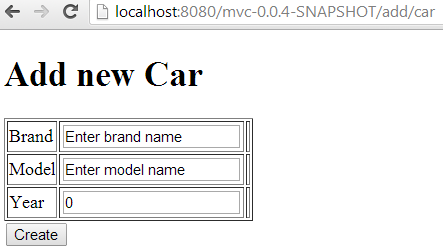 localhost:8080/mvc-0.0.4-SNAPSHOT/add/car
Add new Car
Brand Enter brand name
Model Enter model name
Year 0
Create